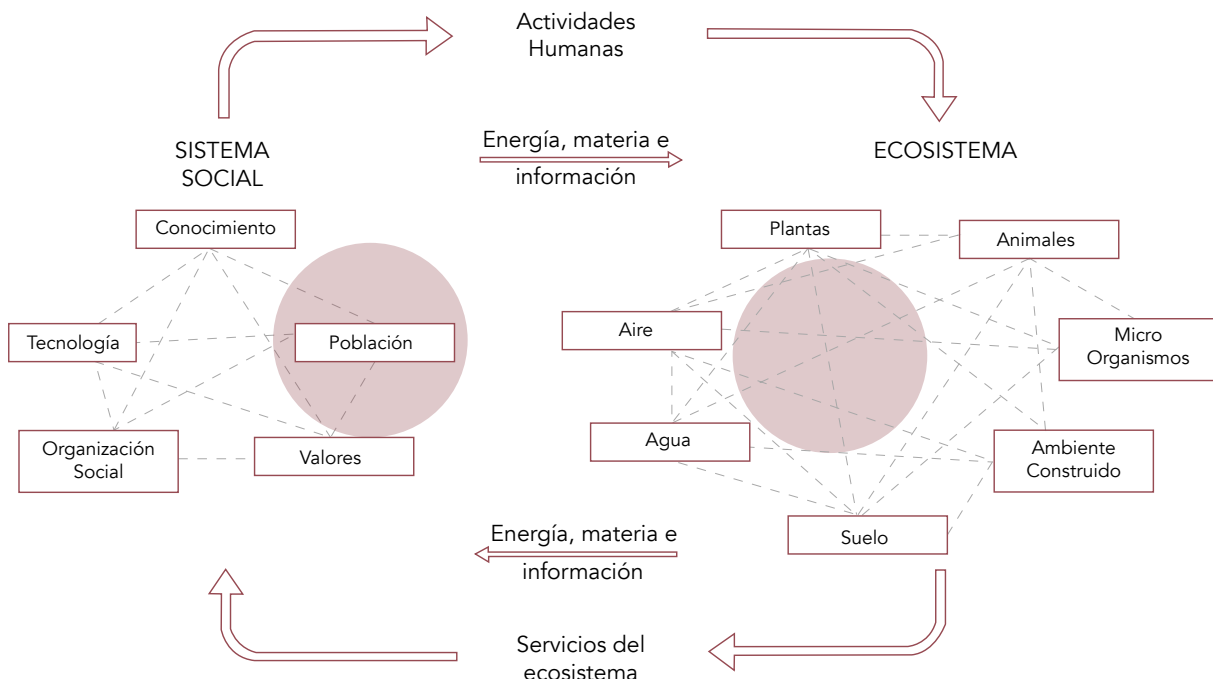 Actividades
Humanas
SISTEMA
SOCIAL
Energía, materia e
información
ECOSISTEMA
Conocimiento
Plantas
Animales
Tecnología
Población
Aire
Micro
Organismos
Organización
Social
Valores
Agua
Ambiente
Construido
Suelo
Energía, materia e
información
Servicios del
ecosistema